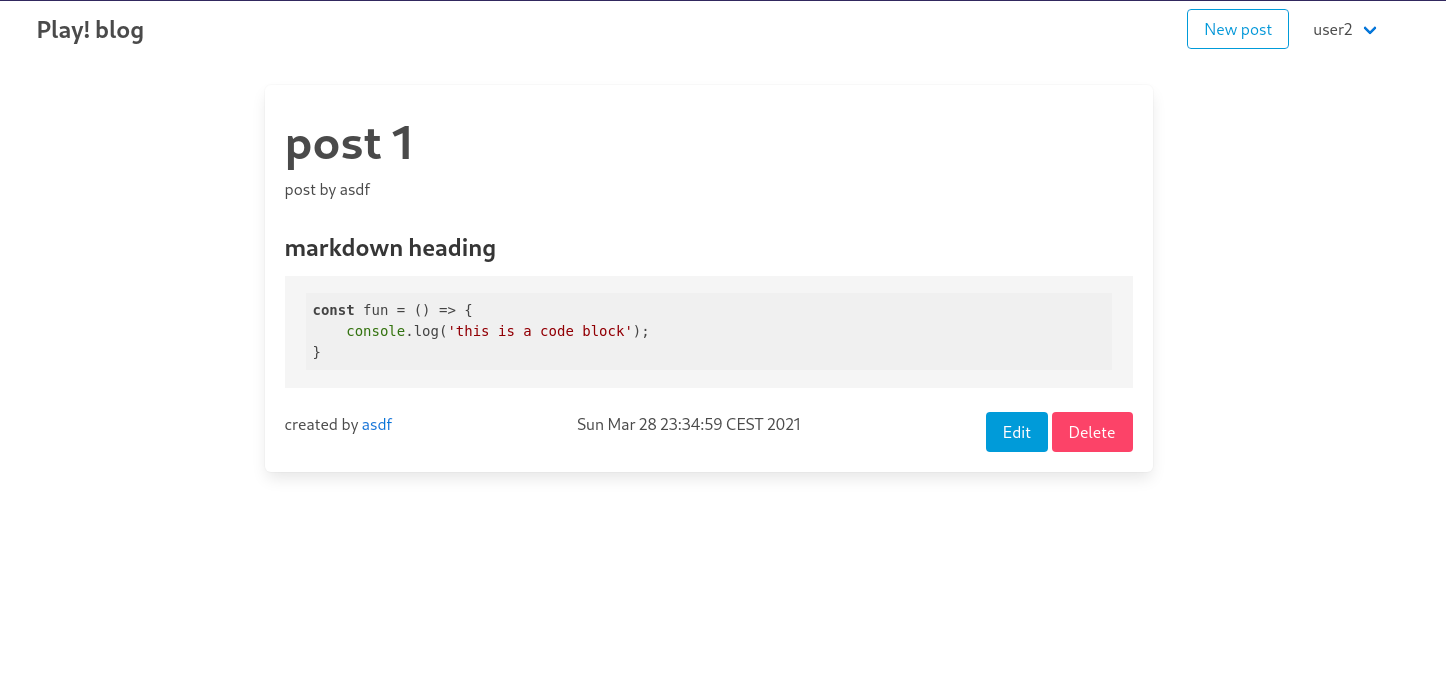 Play! blog
New post
user2
post 1
post by asdf
markdown heading
const fun = () => {
    console.log('this is a code block');
}
created by asdf
Sun Mar 28 23:34:59 CEST 2021
Edit
Delete